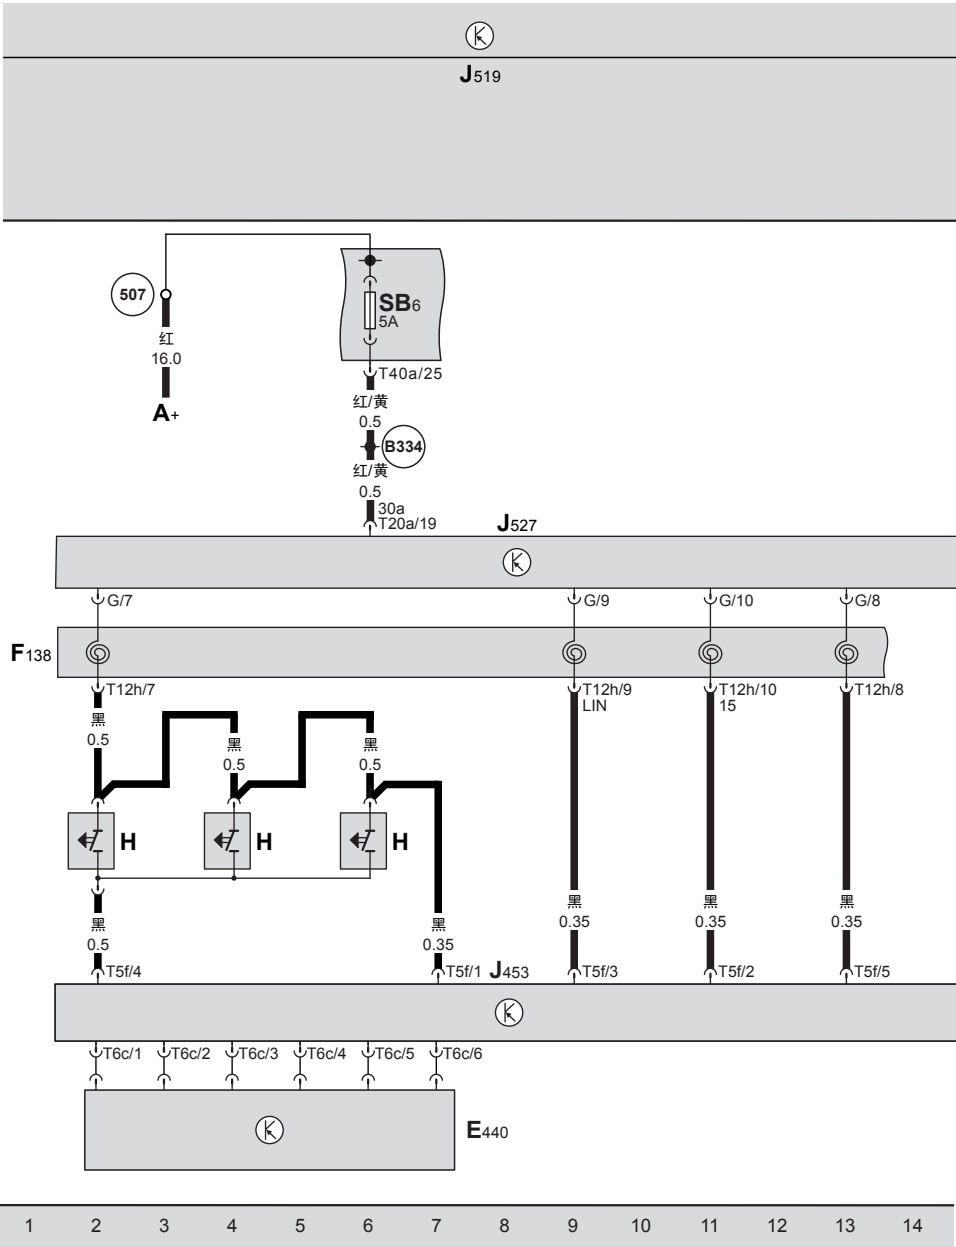 J519
507
SB6
5A
红
16.0
A+
T40a/25
红/黄
0.5
B334
红/黄
0.5
30a
T20a/19
J527
G/7
G/9
G/10
G/8
F138
T12h/7
T12h/9
LIN
T12h/10
15
T12h/8
黑
0.5
黑
0.5
黑
0.5
H
H
H
黑
0.5
黑
0.35
黑
0.35
黑
0.35
黑
0.35
T5f/4
T5f/1
J453
T5f/3
T5f/2
T5f/5
T6c/1
T6c/2
T6c/3
T6c/4
T6c/5
T6c/6
E440
1 2 3 4 5 6 7 8 9 10 11 12 13 14